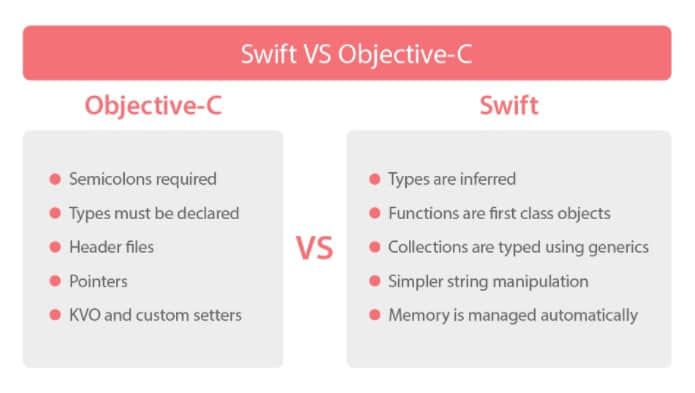 Swift VS Objective-C
Objective-C
Semicolons required
Types must be declared
Header files
Pointers
KVO and custom setters
VS
Swift
Types are inferred
Functions are first class objects
Collections are typed using generics
Simpler string manipulation
Memory is managed automatically